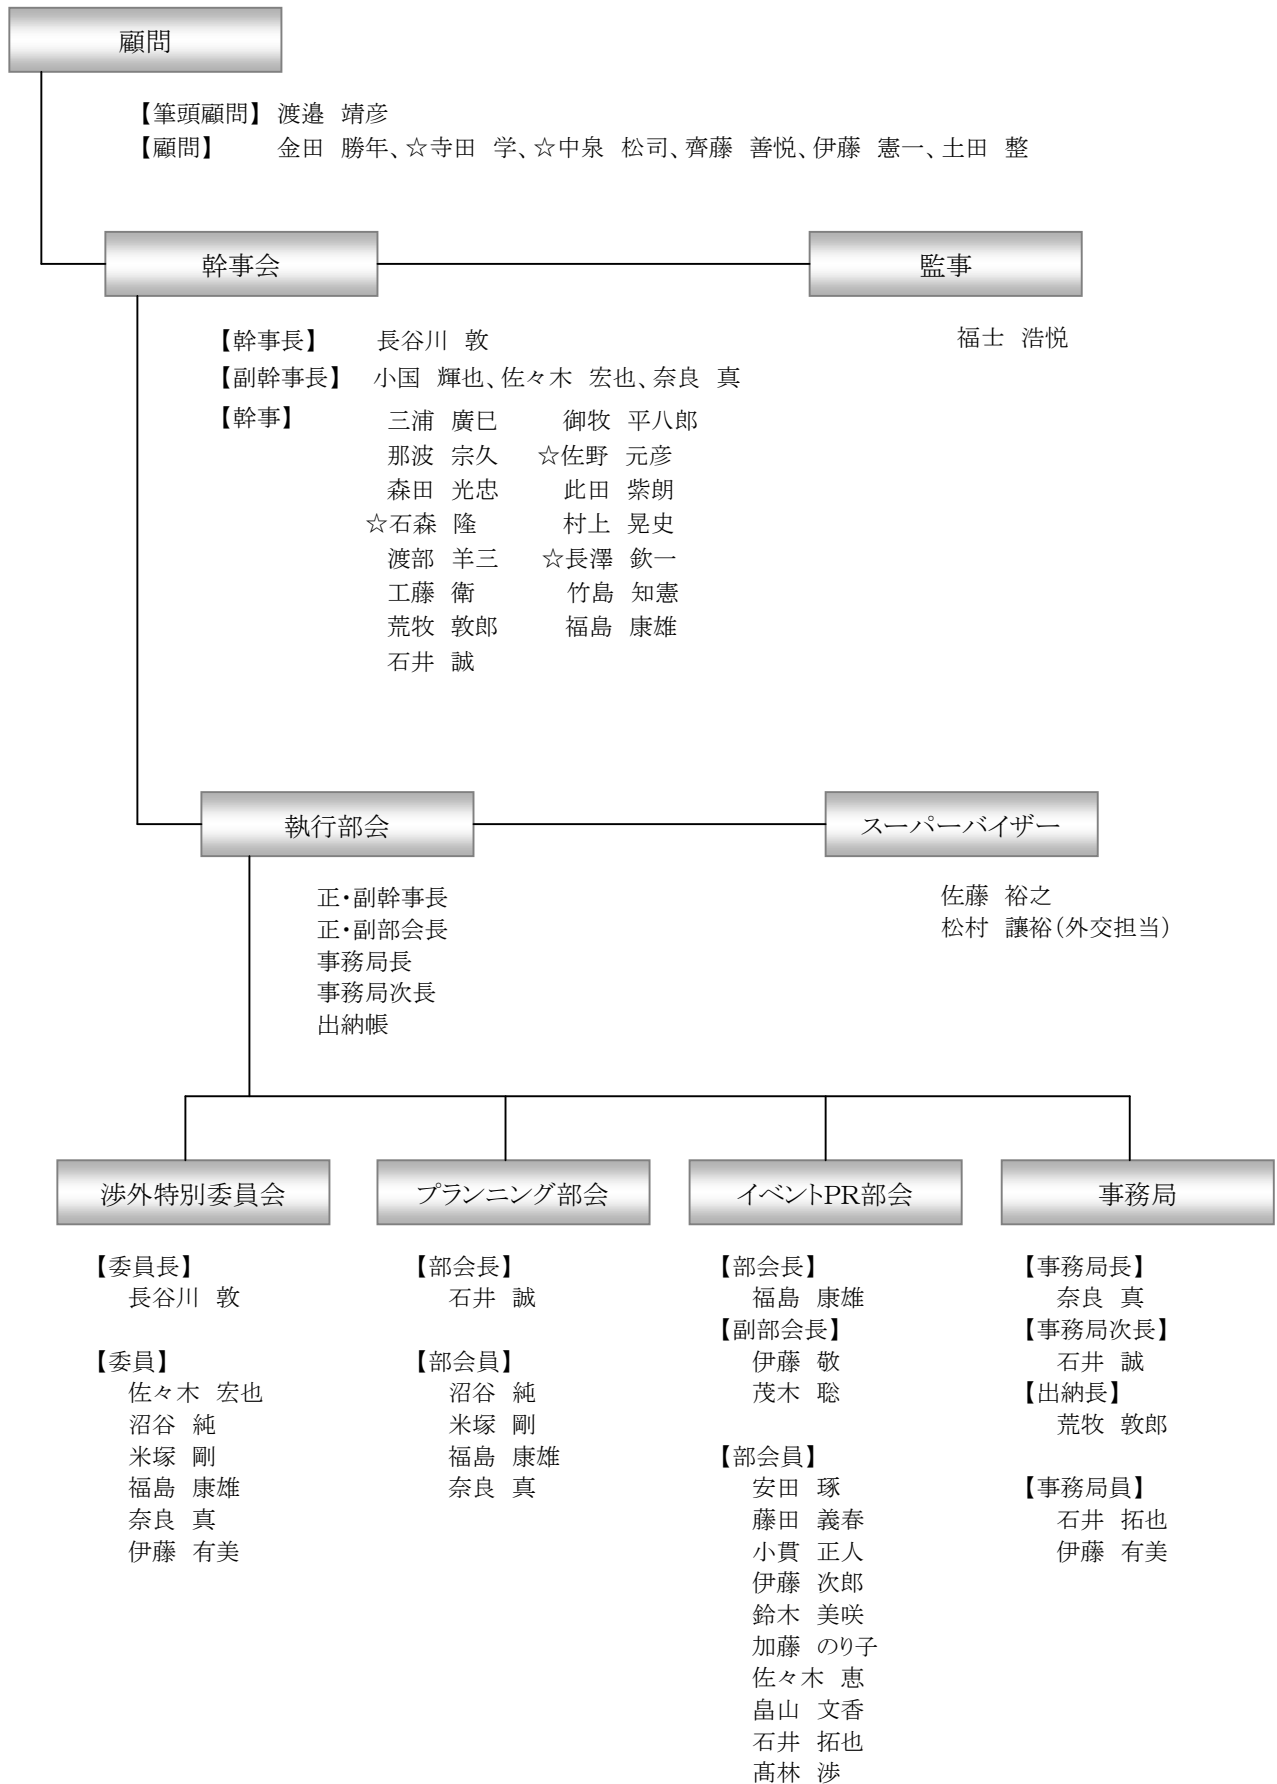 顧問
【筆頭顧問】 渡邉 靖彦
【顧問】 金田 勝年、☆寺田 学、☆中泉 松司、齊藤 善悦、伊藤 憲一、土田 整
幹事会
監事
【幹事長】 長谷川 敦
福士 浩悦
【副幹事長】 小国 輝也、佐々木 宏也、奈良 真
【幹事】 三浦 廣巳 御牧 平八郎
那波 宗久 ☆佐野 元彦
森田 光忠 此田 紫朗
☆石森 隆 村上 晃史
渡部 羊三 ☆長澤 欽一
工藤 衛 竹島 知憲
荒牧 敦郎 福島 康雄
石井 誠
執行部会
スーパーバイザー
正・副幹事長
正・副部会長
事務局長
事務局次長
出納帳
佐藤 裕之
松村 讓裕(外交担当)
渉外特別委員会
【委員長】
長谷川 敦
【委員】
佐々木 宏也
沼谷 純
米塚 剛
福島 康雄
奈良 真
伊藤 有美
プランニング部会
【部会長】
石井 誠
【部会員】
沼谷 純
米塚 剛
福島 康雄
奈良 真
イベントPR部会
【部会長】
福島 康雄
【副部会長】
伊藤 敬
茂木 聡
【部会員】
安田 琢
藤田 義春
小貫 正人
伊藤 次郎
鈴木 美咲
加藤 のり子
佐々木 恵
畠山 文香
石井 拓也
髙林 渉
事務局
【事務局長】
奈良 真
【事務局次長】
石井 誠
【出納長】
荒牧 敦郎
【事務局員】
石井 拓也
伊藤 有美